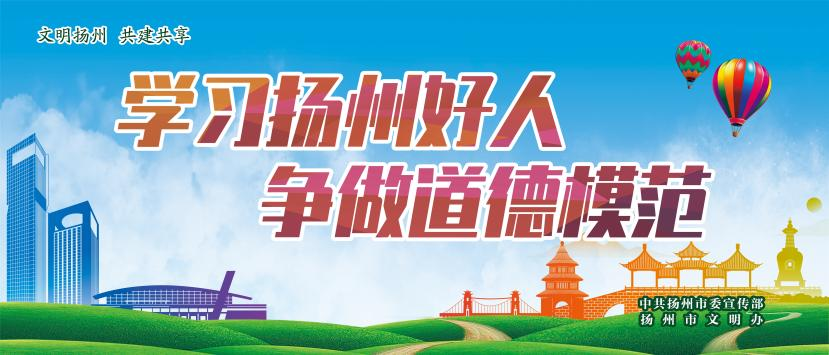 文明扬州 共建共享
学习扬州好人
争做道德模范
中共扬州市委宣传部
扬州市文明办